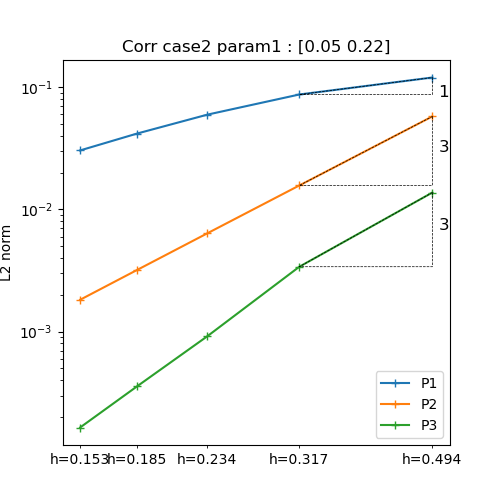 Corr case2 param1 : [0.05 0.22]
10⁻¹
10⁻²
10⁻³
L2 norm
1
3
3
P1
P2
P3
h=0.153
h=0.185
h=0.234
h=0.317
h=0.494